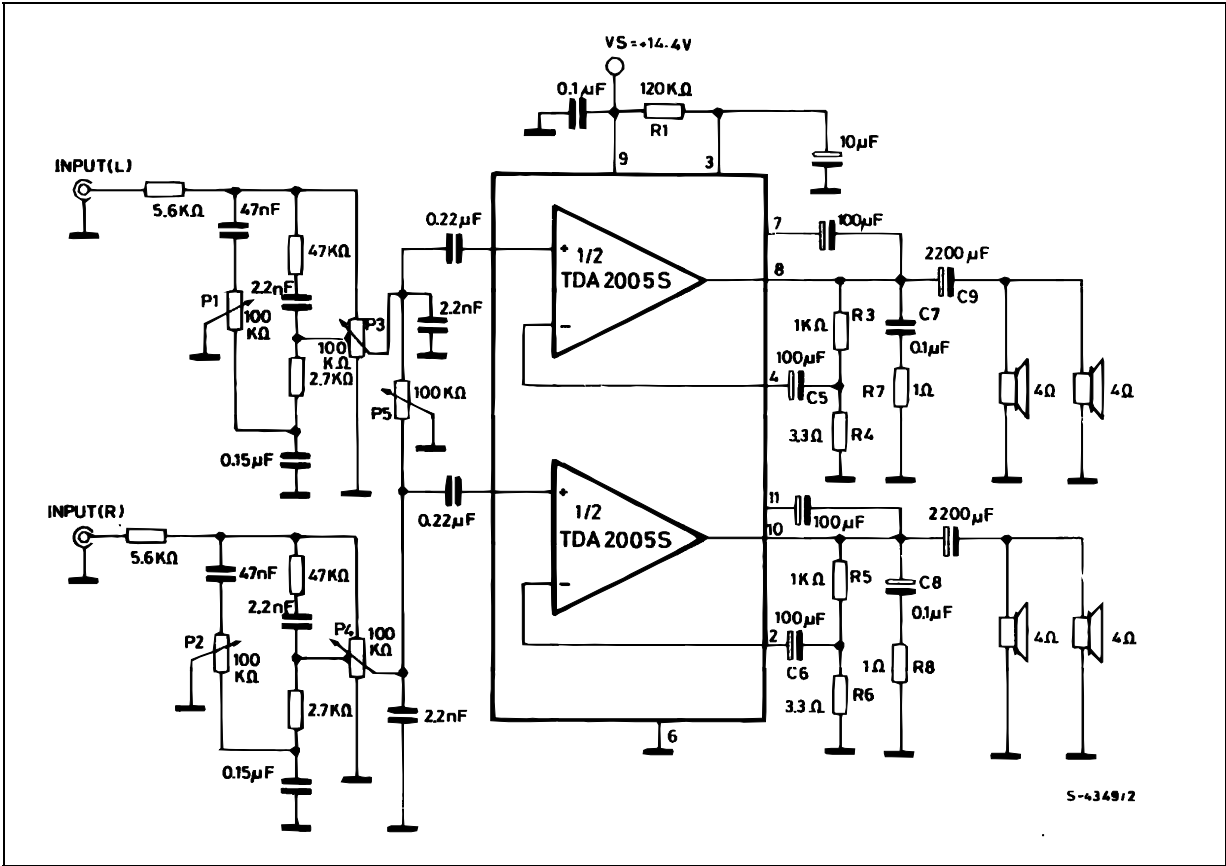 VS=+14.4V
0.1µF
120KΩ
R1
10µF
9
3
INPUT(L)
5.6KΩ
47nF
47KΩ
2.2nF
P1
100
KΩ
P3
100
KΩ
2.7KΩ
0.15µF
0.22µF
2.2nF
100KΩ
P5
1/2
TDA2005S
+
−
7
100µF
8
2200µF
C9
R3
1KΩ
C7
0.1µF
100µF
4
C5
R7
1Ω
3.3Ω
R4
4Ω
4Ω
INPUT(R)
5.6KΩ
47nF
47KΩ
2.2nF
P2
100
KΩ
P4
100
KΩ
2.7KΩ
0.15µF
2.2nF
0.22µF
1/2
TDA2005S
+
−
11
100µF
10
2200µF
1KΩ
R5
C8
0.1µF
100µF
2
C6
1Ω
R8
3.3Ω
R6
4Ω
4Ω
6
S-4349/2